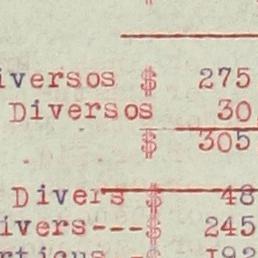 iversos $ 275
Diversos 30
$ 305
Divers $ 48
ivers---$ 245